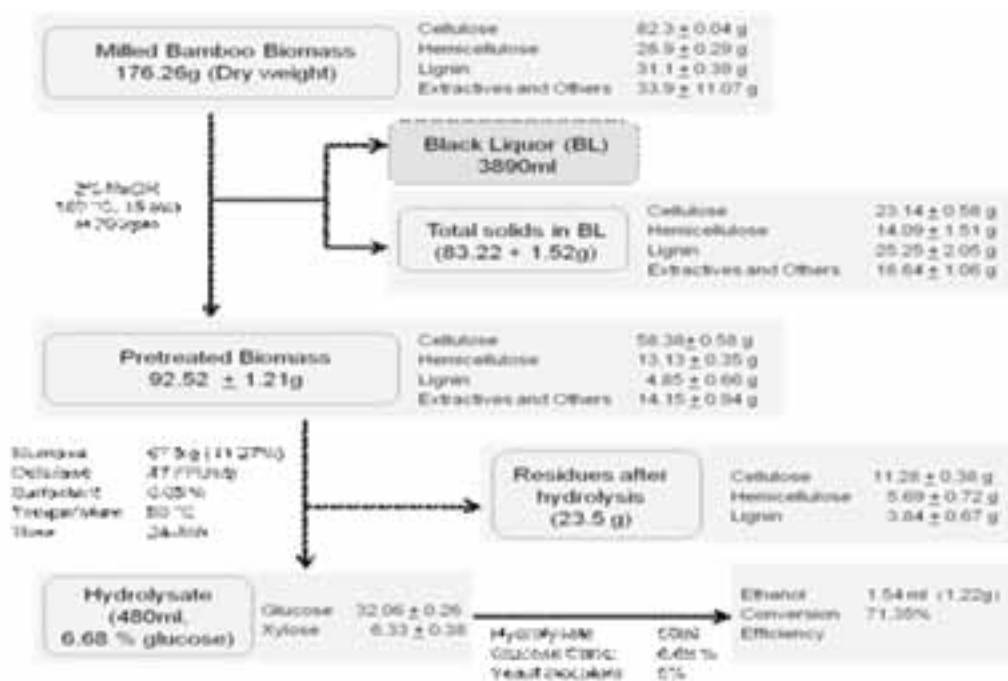 Milled Bamboo Biomass
176.26g (Dry weight)
Cellulose 82.3 ± 0.04 g
Hemicellulose 28.9 ± 0.29 g
Lignin 31.1 ± 0.39 g
Extractives and Others 33.9 ± 11.07 g
Black Liquor (BL)
3890ml
Total solids in BL
(83.22 + 1.52g)
Cellulose 23.14 ± 0.58 g
Hemicellulose 14.09 ± 1.51 g
Lignin 25.25 ± 2.05 g
Extractives and Others 16.64 ± 1.06 g
Pretreated Biomass
92.52 ± 1.21g
Cellulose 58.38 ± 0.58 g
Hemicellulose 13.13 ± 0.35 g
Lignin 4.85 ± 0.66 g
Extractives and Others 14.15 ± 0.94 g
Biomass
Cellulase
Surfactant 0.05 %
Temperature 50 °C
Time
Residues after
hydrolysis
(23.5 g)
Cellulose 11.28 ± 0.38 g
Hemicellulose 5.69 ± 0.72 g
Lignin 3.84 ± 0.67 g
Hydrolysate
(480ml,
6.68 % glucose)
Glucose 32.06 ± 0.26
Xylose 6.33 ± 0.38
Hydrolysate
Glucose Conc. 6.68 %
Yeast inoculum 5%
Ethanol 1.54 ml (1.22g)
Conversion 71.35%
Efficiency